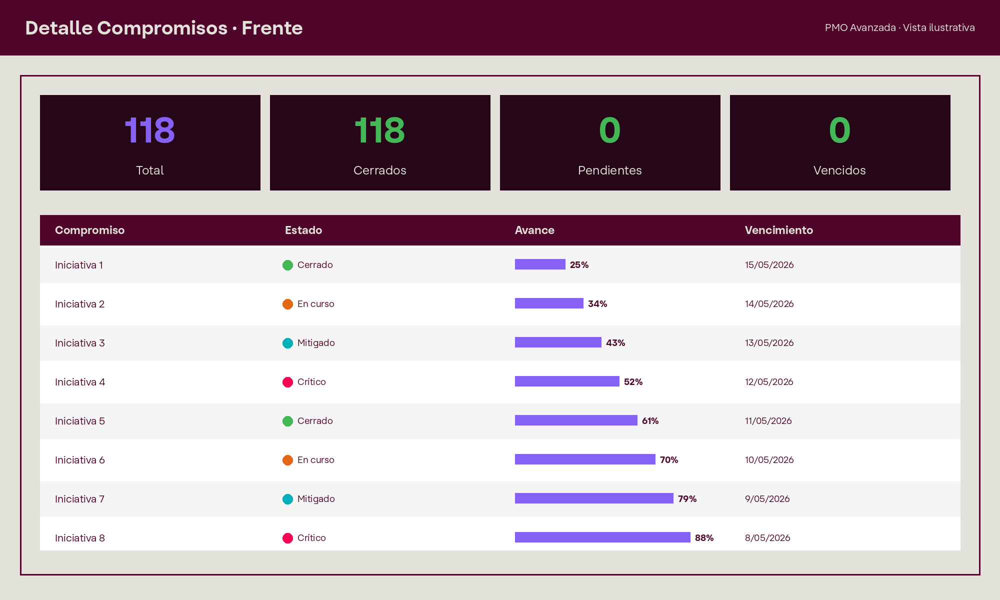 Detalle Compromisos · Frente
PMO Avanzada · Vista ilustrativa
118
118
0
0
Total
Cerrados
Pendientes
Vencidos
Compromiso Estado Avance Vencimiento
Iniciativa 1 Cerrado 25% 15/05/2026
Iniciativa 2 En curso 34% 14/05/2026
Iniciativa 3 Mitigado 43% 13/05/2026
Iniciativa 4 Crítico 52% 12/05/2026
Iniciativa 5 Cerrado 61% 11/05/2026
Iniciativa 6 En curso 70% 10/05/2026
Iniciativa 7 Mitigado 79% 9/05/2026
Iniciativa 8 Crítico 88% 8/05/2026